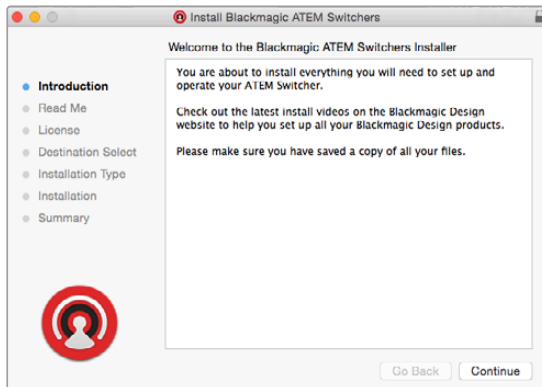 Install Blackmagic ATEM Switchers
Welcome to the Blackmagic ATEM Switchers Installer
Introduction
Read Me
License
Destination Select
Installation Type
Installation
Summary
You are about to install everything you will need to set up and
operate your ATEM Switcher.
Check out the latest install videos on the Blackmagic Design
website to help you set up all your Blackmagic Design products.
Please make sure you have saved a copy of all your files.
Go Back
Continue